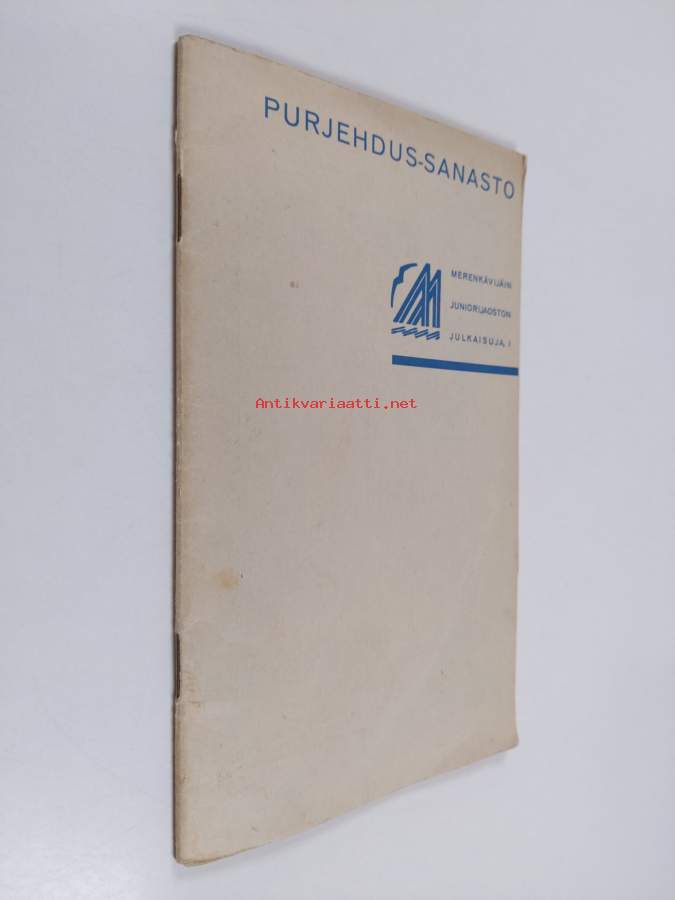 PURJEHDUS-SANASTO
MERENKÄVIJÄIN
JUNIORIJAOSTON
JULKAISUJA, I
Antikvariaatti.net